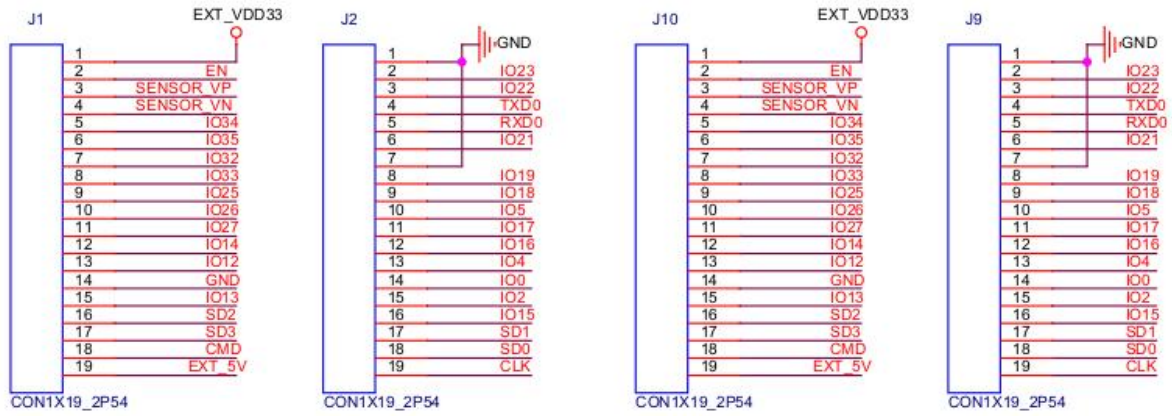 J1 EXT_VDD33
1
2 EN
3 SENSOR_VP
4 SENSOR_VN
5 IO34
6 IO35
7 IO32
8 IO33
9 IO25
10 IO26
11 IO27
12 IO14
13 IO12
14 GND
15 IO13
16 SD2
17 SD3
18 CMD
19 EXT_5V
CON1X19_2P54
J2
GND
1
2 IO23
3 IO22
4 TXD0
5 RXD0
6 IO21
7
8 IO19
9 IO18
10 IO5
11 IO17
12 IO16
13 IO4
14 IO0
15 IO2
16 IO15
17 SD1
18 SD0
19 CLK
CON1X19_2P54
J10 EXT_VDD33
1
2 EN
3 SENSOR_VP
4 SENSOR_VN
5 IO34
6 IO35
7 IO32
8 IO33
9 IO25
10 IO26
11 IO27
12 IO14
13 IO12
14 GND
15 IO13
16 SD2
17 SD3
18 CMD
19 EXT_5V
CON1X19_2P54
J9
GND
1
2 IO23
3 IO22
4 TXD0
5 RXD0
6 IO21
7
8 IO19
9 IO18
10 IO5
11 IO17
12 IO16
13 IO4
14 IO0
15 IO2
16 IO15
17 SD1
18 SD0
19 CLK
CON1X19_2P54